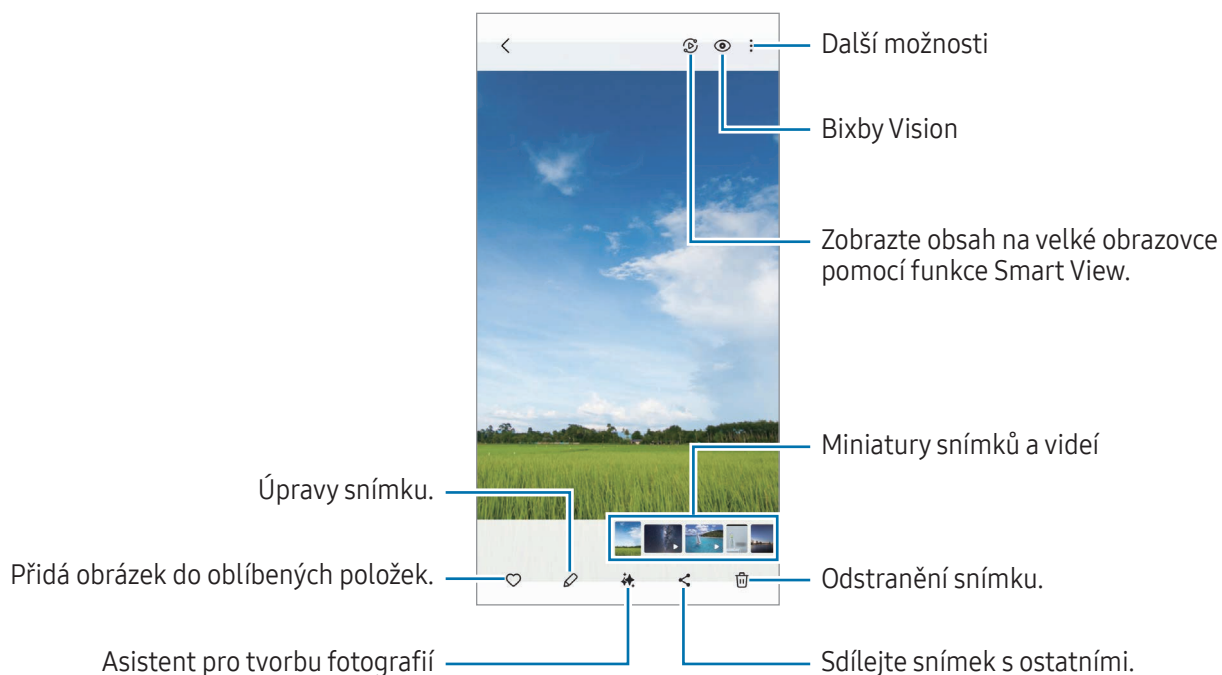 Další možnosti
Bixby Vision
Zobrazte obsah na velké obrazovce
pomocí funkce Smart View.
Miniatury snímků a videí
Úpravy snímku.
Přidá obrázek do oblíbených položek.
Odstranění snímku.
Asistent pro tvorbu fotografií
Sdílejte snímek s ostatními.